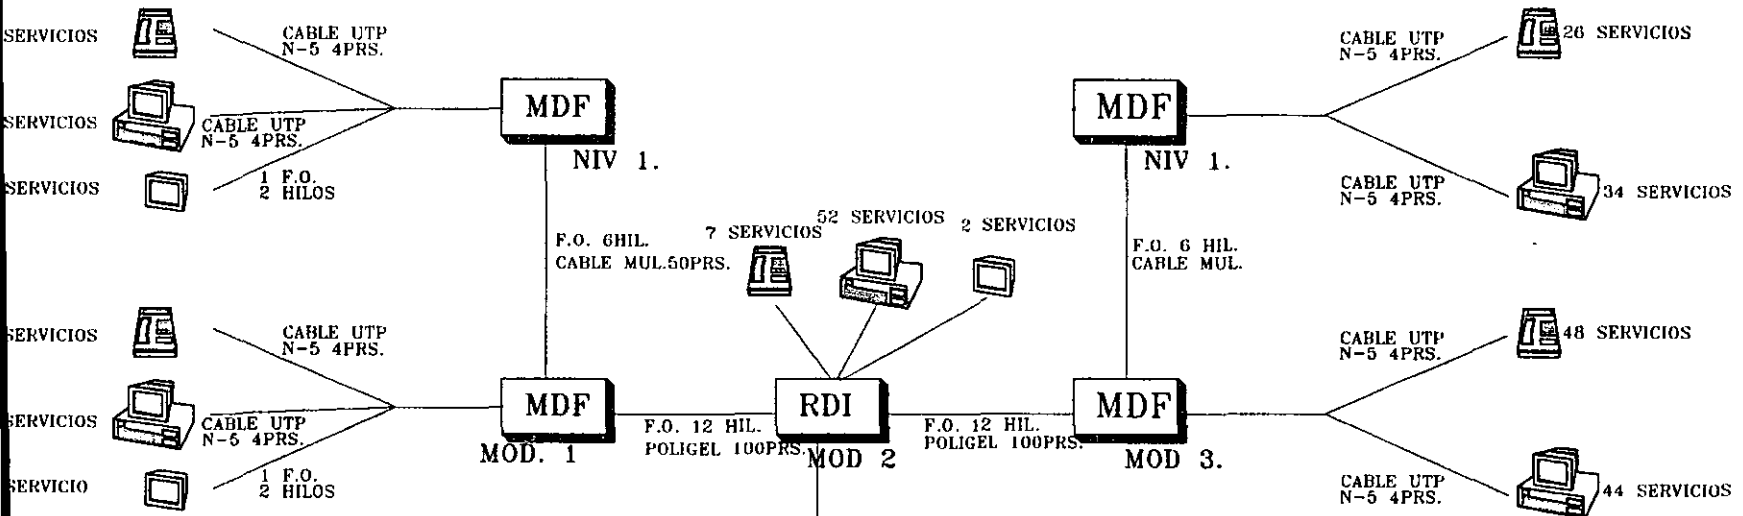 SERVICIOS
CABLE UTP
N-5 4PRS.
SERVICIOS
CABLE UTP
N-5 4PRS.
SERVICIOS
1 F.O.
2 HILOS
MDF
NIV 1.
MDF
NIV 1.
CABLE UTP
N-5 4PRS.
26 SERVICIOS
CABLE UTP
N-5 4PRS.
34 SERVICIOS
F.O. 6HIL.
CABLE MUL.50PRS.
7 SERVICIOS
52 SERVICIOS
2 SERVICIOS
F.O. 6 HIL.
CABLE MUL.
SERVICIOS
CABLE UTP
N-5 4PRS.
SERVICIOS
CABLE UTP
N-5 4PRS.
SERVICIO
1 F.O.
2 HILOS
MDF
MOD. 1
F.O. 12 HIL.
POLIGEL 100PRS.
RDI
MOD 2
F.O. 12 HIL.
POLIGEL 100PRS.
MDF
MOD 3.
CABLE UTP
N-5 4PRS.
48 SERVICIOS
CABLE UTP
N-5 4PRS.
44 SERVICIOS